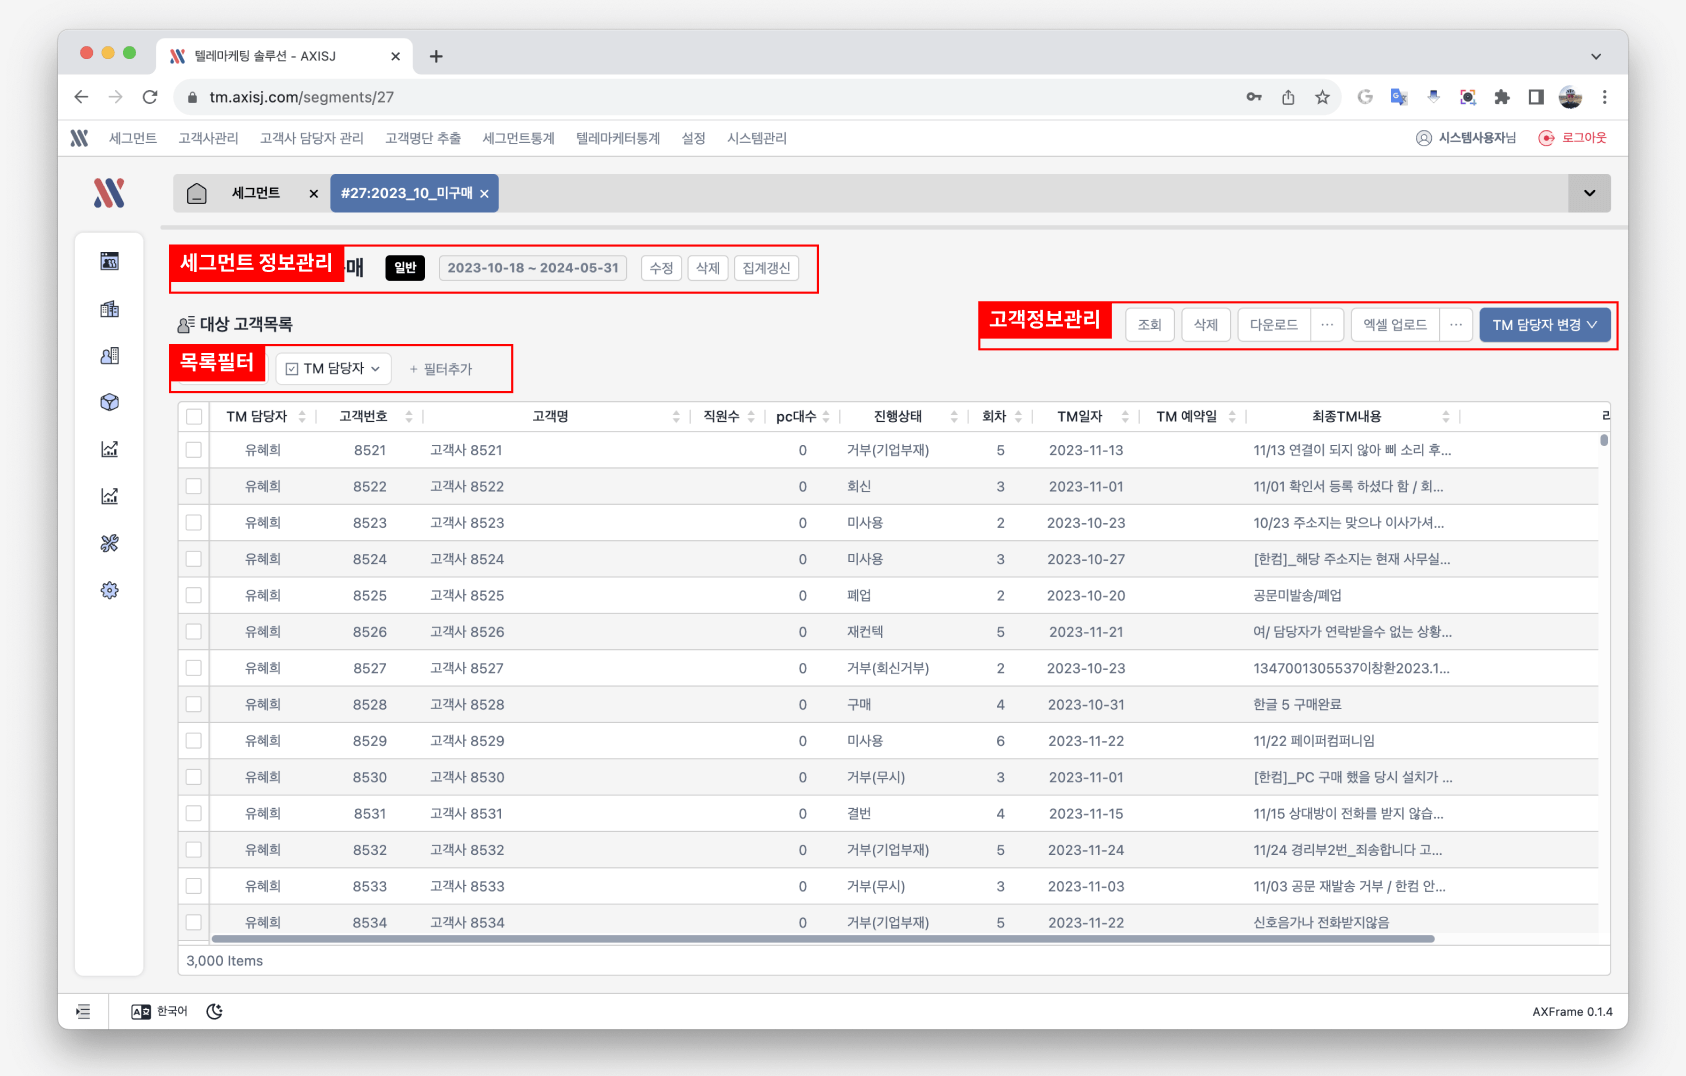 텔레마케팅 솔루션 - AXISJ
tm.axisj.com/segments/27
세그먼트 고객사관리 고객사 담당자 관리 고객명단 추출 세그먼트통계 텔레마케터통계 설정 시스템관리 시스템사용자님 로그아웃
세그먼트 #27:2023_10_미구매
세그먼트 정보관리 매 일반 2023-10-18 ~ 2024-05-31 수정 삭제 집계갱신
대상 고객목록 고객정보관리 조회 삭제 다운로드 ... 엑셀 업로드 ... TM 담당자 변경
목록필터 TM 담당자 + 필터추가
TM 담당자 고객번호 고객명 직원수 pc대수 진행상태 회차 TM일자 TM 예약일 최종TM내용
유혜희 8521 고객사 8521 0 거부(기업부재) 5 2023-11-13 11/13 연결이 되지 않아 삐 소리 후...
유혜희 8522 고객사 8522 0 회신 3 2023-11-01 11/01 확인서 등록 하셨다 함 / 회...
유혜희 8523 고객사 8523 0 미사용 2 2023-10-23 10/23 주소지는 맞으나 이사가셔...
유혜희 8524 고객사 8524 0 미사용 3 2023-10-27 [한컴]_해당 주소지는 현재 사무실...
유혜희 8525 고객사 8525 0 폐업 2 2023-10-20 공문미발송/폐업
유혜희 8526 고객사 8526 0 재컨텍 5 2023-11-21 여/ 담당자가 연락받을수 없는 상황...
유혜희 8527 고객사 8527 0 거부(회신거부) 2 2023-10-23 1347001305537이창환2023.1...
유혜희 8528 고객사 8528 0 구매 4 2023-10-31 한글 5 구매완료
유혜희 8529 고객사 8529 0 미사용 6 2023-11-22 11/22 페이퍼컴퍼니임
유혜희 8530 고객사 8530 0 거부(무시) 3 2023-11-01 [한컴]_PC 구매 했을 당시 설치가 ...
유혜희 8531 고객사 8531 0 결번 4 2023-11-15 11/15 상대방이 전화를 받지 않습...
유혜희 8532 고객사 8532 0 거부(기업부재) 5 2023-11-24 11/24 경리부2번_죄송합니다 고...
유혜희 8533 고객사 8533 0 거부(무시) 3 2023-11-03 11/03 공문 재발송 거부 / 한컴 안...
유혜희 8534 고객사 8534 0 거부(기업부재) 5 2023-11-22 신호음가나 전화받지않음
3,000 Items
한국어 AXFrame 0.1.4